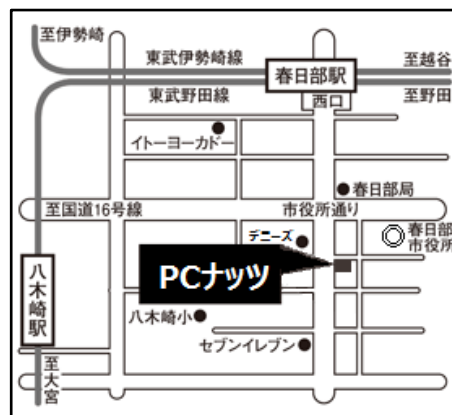 至伊勢崎
東武伊勢崎線
春日部駅
至越谷
東武野田線
西口
至野田
イトーヨーカドー
春日部局
至国道16号線
市役所通り
デニーズ
春日部
市役所
PCナッツ
八木崎駅
八木崎小
セブンイレブン
至大宮